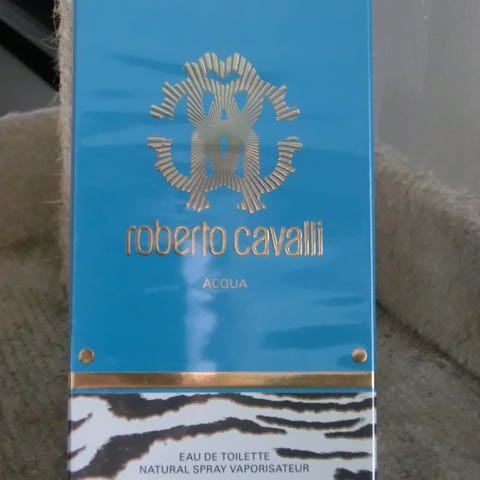 roberto cavalli
ACQUA
EAU DE TOILETTE
NATURAL SPRAY VAPORISATEUR